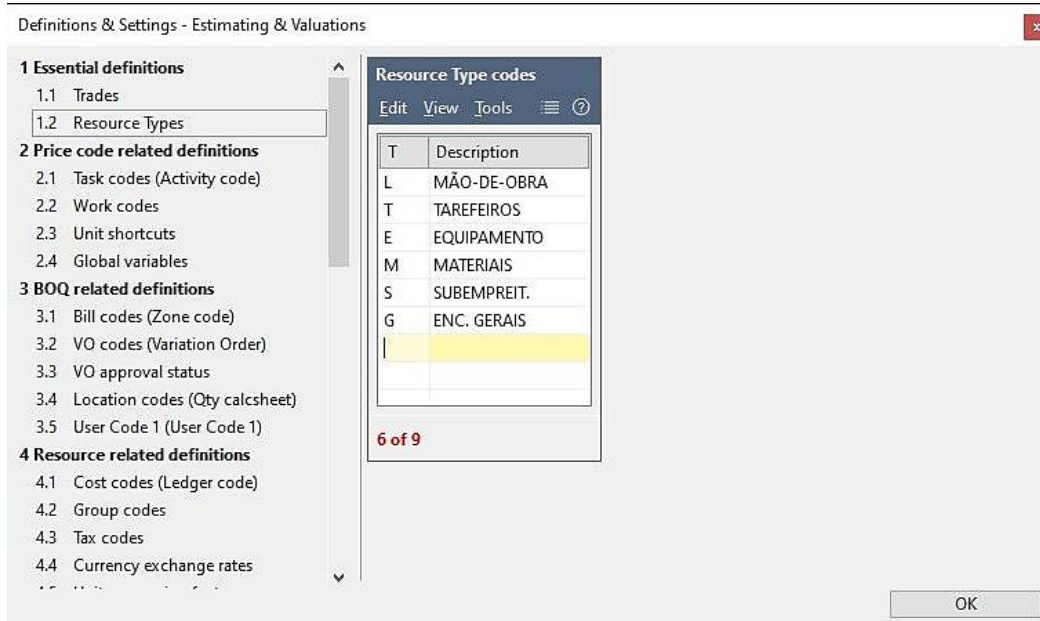 Definitions & Settings - Estimating & Valuations
x
1 Essential definitions
1.1 Trades
1.2 Resource Types
2 Price code related definitions
2.1 Task codes (Activity code)
2.2 Work codes
2.3 Unit shortcuts
2.4 Global variables
3 BOQ related definitions
3.1 Bill codes (Zone code)
3.2 VO codes (Variation Order)
3.3 VO approval status
3.4 Location codes (Qty calcsheet)
3.5 User Code 1 (User Code 1)
4 Resource related definitions
4.1 Cost codes (Ledger code)
4.2 Group codes
4.3 Tax codes
4.4 Currency exchange rates
Resource Type codes
Edit View Tools ?
T Description
L MÃO-DE-OBRA
T TAREFEIROS
E EQUIPAMENTO
M MATERIAIS
S SUBEMPREIT.
G ENC. GERAIS
6 of 9
OK